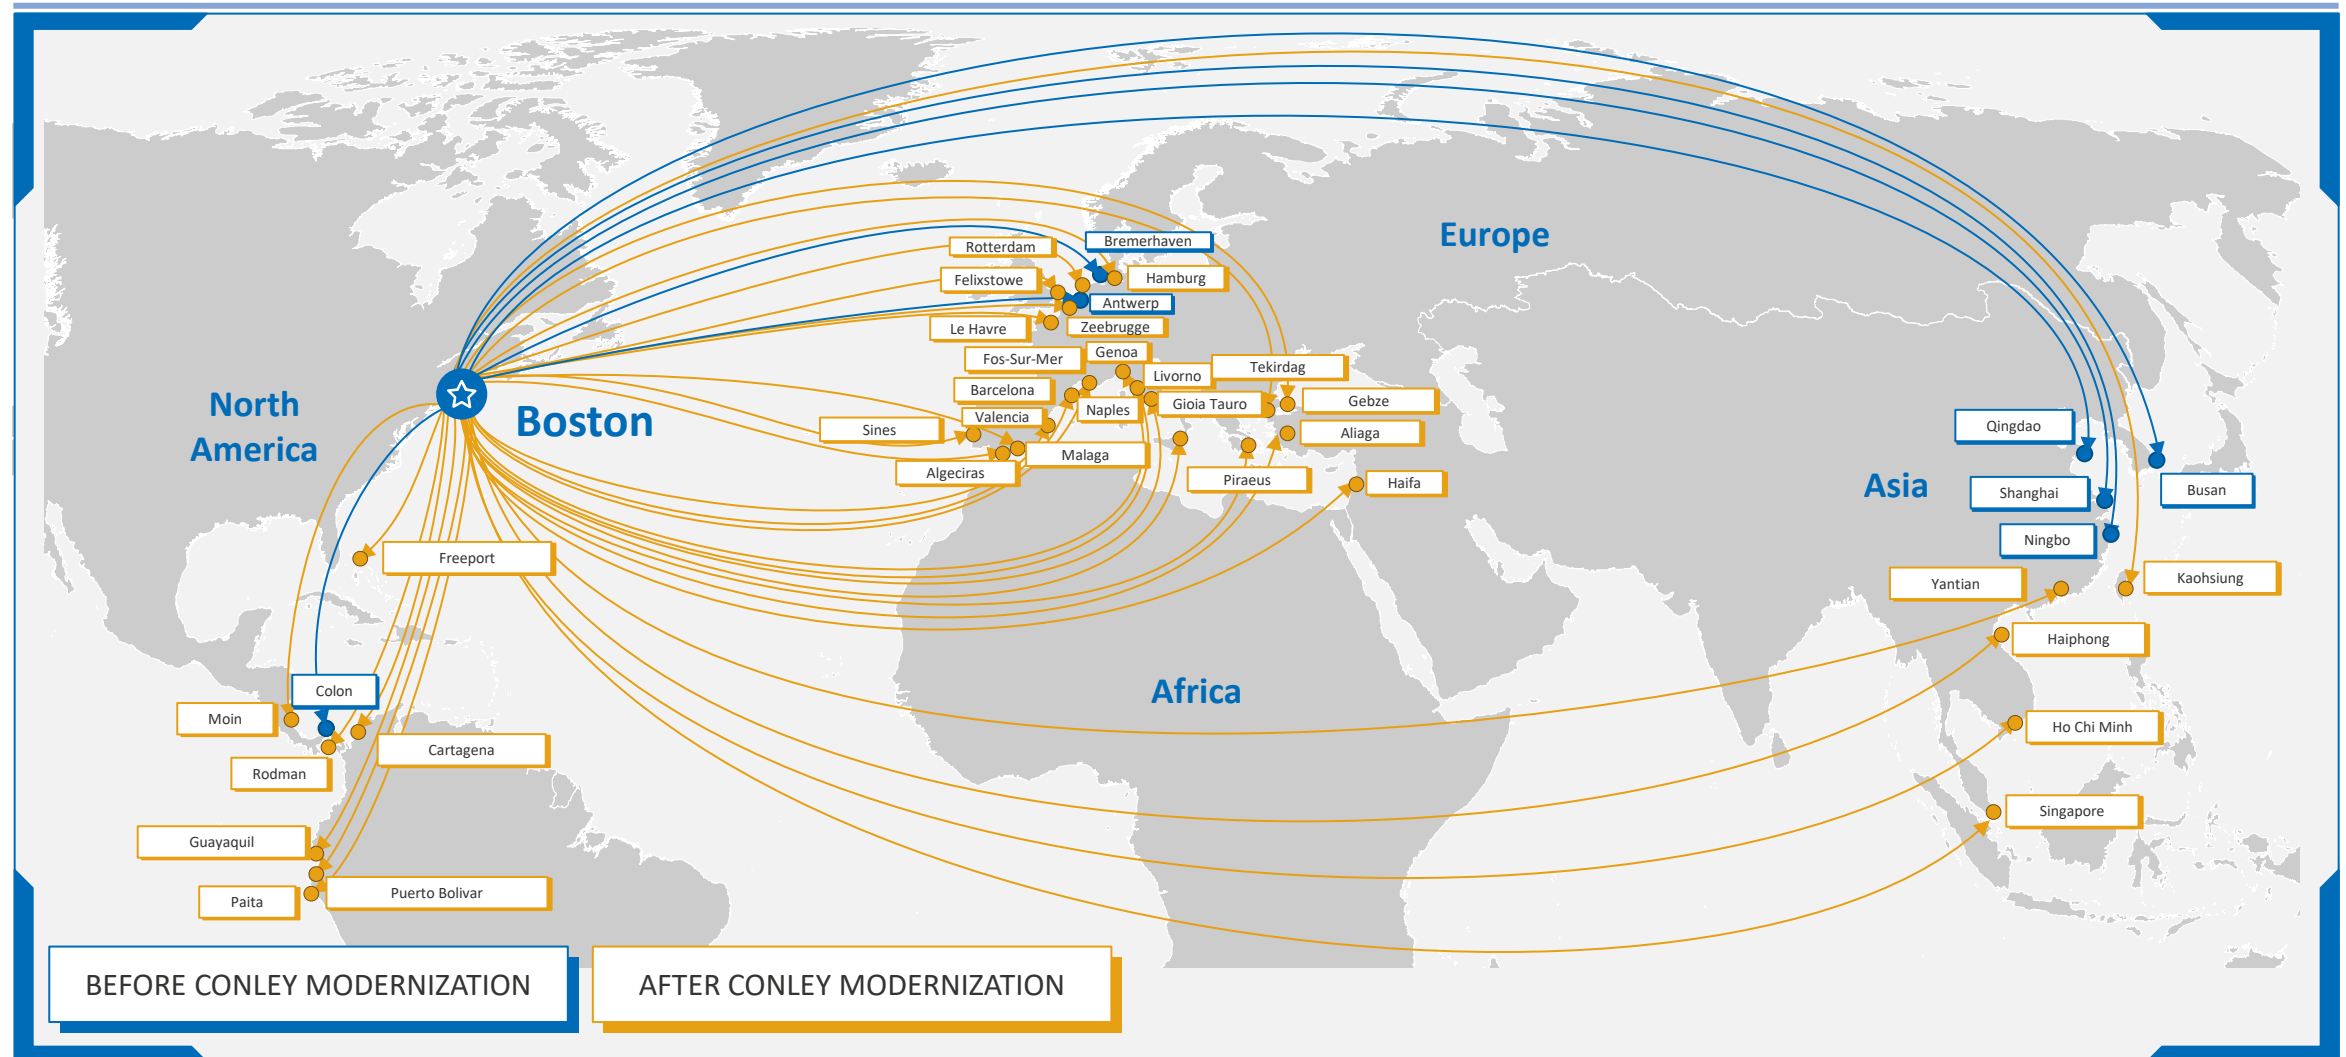 Europe
Rotterdam
Bremerhaven
Felixstowe
Hamburg
Antwerp
Le Havre
Zeebrugge
Fos-Sur-Mer
Genoa
Livorno
Tekirdag
Barcelona
Naples
Gioia Tauro
Gebze
Valencia
Sines
Aliaga
Malaga
Algeciras
Piraeus
Haifa
North
America
Boston
Asia
Qingdao
Shanghai
Busan
Ningbo
Yantian
Kaohsiung
Haiphong
Ho Chi Minh
Singapore
Freeport
Africa
Colon
Moin
Cartagena
Rodman
Guayaquil
Puerto Bolivar
Paita
BEFORE CONLEY MODERNIZATION
AFTER CONLEY MODERNIZATION